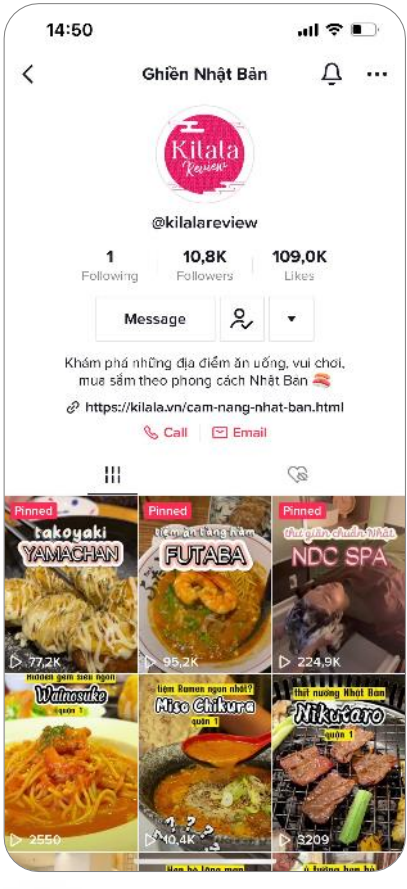 14:50
Ghiền Nhật Bản
Kilala
Review
@kilalareview
1
Following
10,8K
Followers
109,0K
Likes
Message
Khám phá những địa điểm ăn uống, vui chơi,
mua sắm theo phong cách Nhật Bản
https://kilala.vn/cam-nang-nhat-ban.html
Call
Email
Pinned
takoyaki
YAMACHAN
77,2K
Pinned
tiệm ăn tầng hầm
FUTABA
95,2K
Pinned
thư giãn chuẩn Nhật
NDC SPA
224,9K
Hidden gem siêu ngon
Wainosuke
quận 1
2550
tiệm Ramen ngon nhất?
Miso Chikura
quận 1
? ? ? ?
10,4K
thịt nướng Nhật Bản
Nikutaro
quận 1
3209